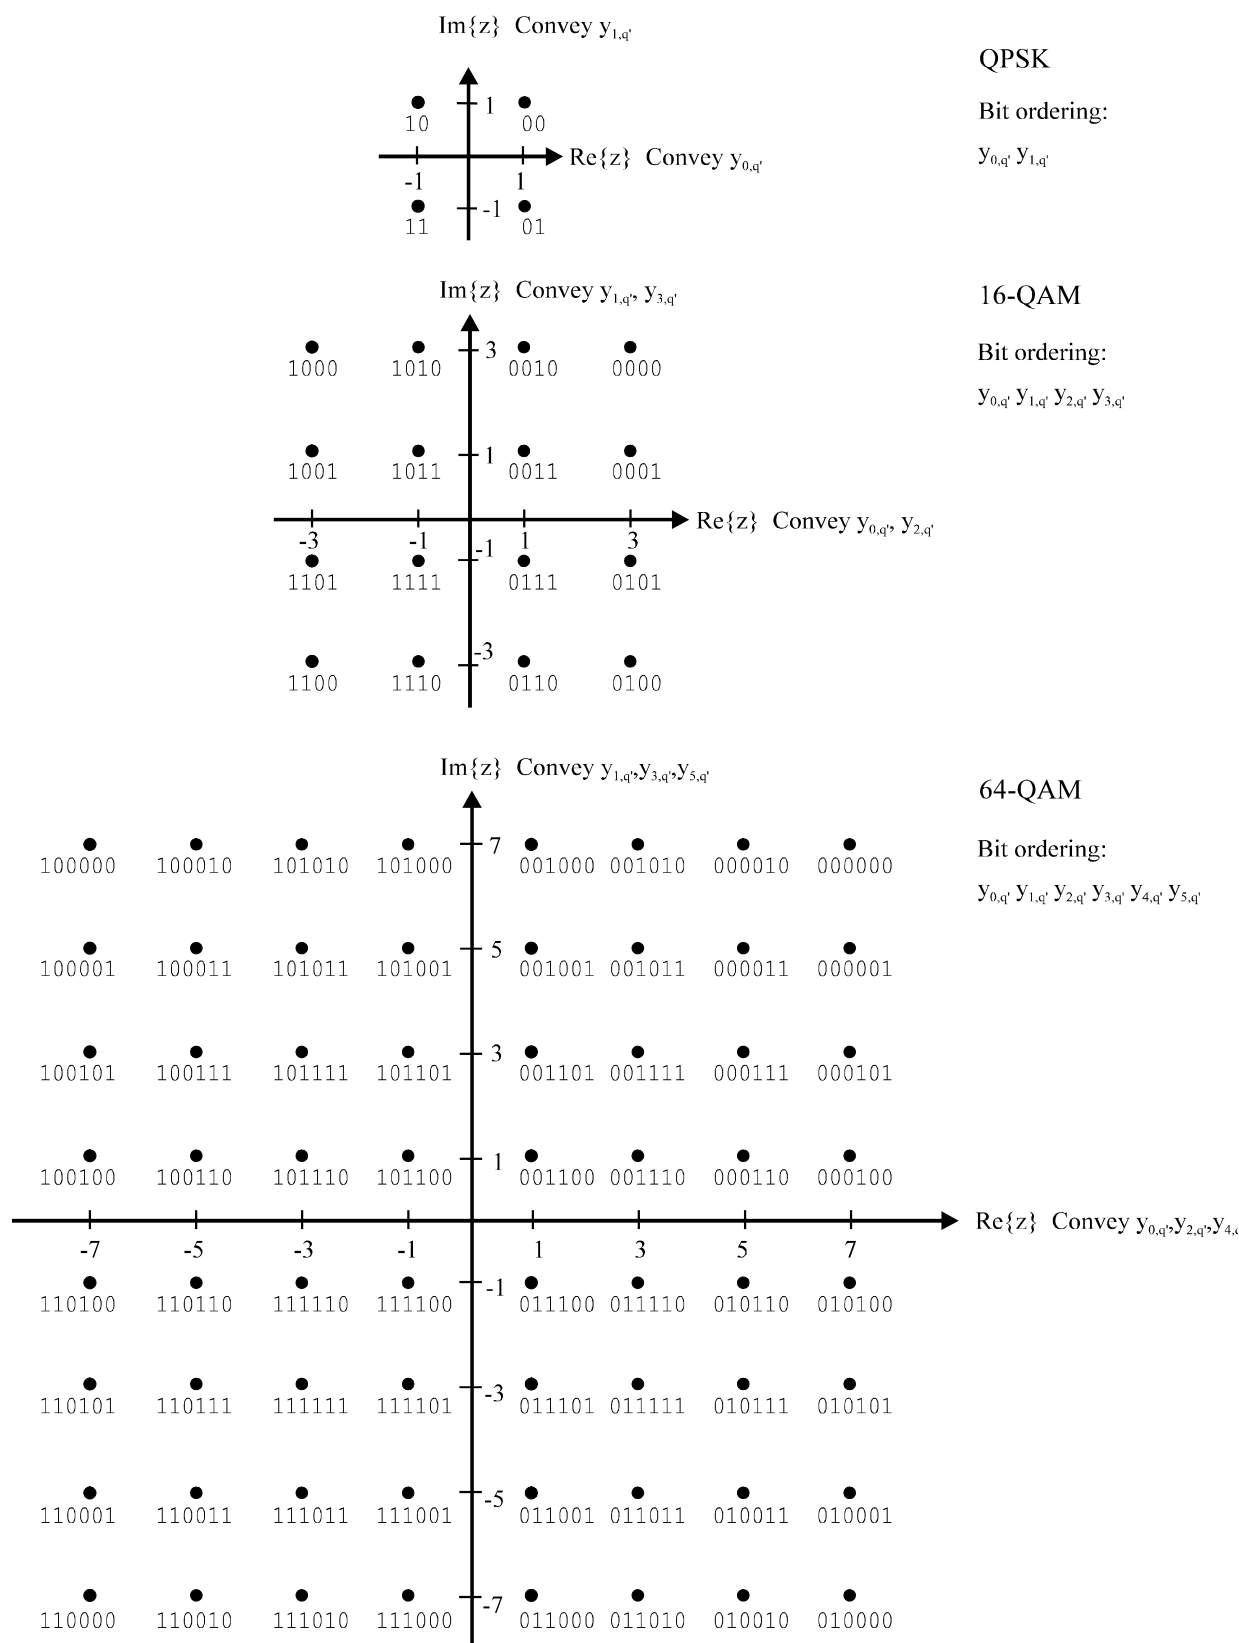 Im{z} Convey y1,q'
QPSK
Bit ordering:
y0,q' y1,q'
1
10 00
Re{z} Convey y0,q'
-1 1
-1
11 01
Im{z} Convey y1,q', y3,q'
16-QAM
Bit ordering:
y0,q' y1,q' y2,q' y3,q'
3
1000 1010 0010 0000
1
1001 1011 0011 0001
Re{z} Convey y0,q', y2,q'
-3 -1 1 3
-1
1101 1111 0111 0101
-3
1100 1110 0110 0100
Im{z} Convey y1,q',y3,q',y5,q'
64-QAM
Bit ordering:
y0,q' y1,q' y2,q' y3,q' y4,q' y5,q'
7
100000 100010 101010 101000 001000 001010 000010 000000
5
100001 100011 101011 101001 001001 001011 000011 000001
3
100101 100111 101111 101101 001101 001111 000111 000101
1
100100 100110 101110 101100 001100 001110 000110 000100
Re{z} Convey y0,q',y2,q',y4,
-7 -5 -3 -1 1 3 5 7
-1
110100 110110 111110 111100 011100 011110 010110 010100
-3
110101 110111 111111 111101 011101 011111 010111 010101
-5
110001 110011 111011 111001 011001 011011 010011 010001
-7
110000 110010 111010 111000 011000 011010 010010 010000